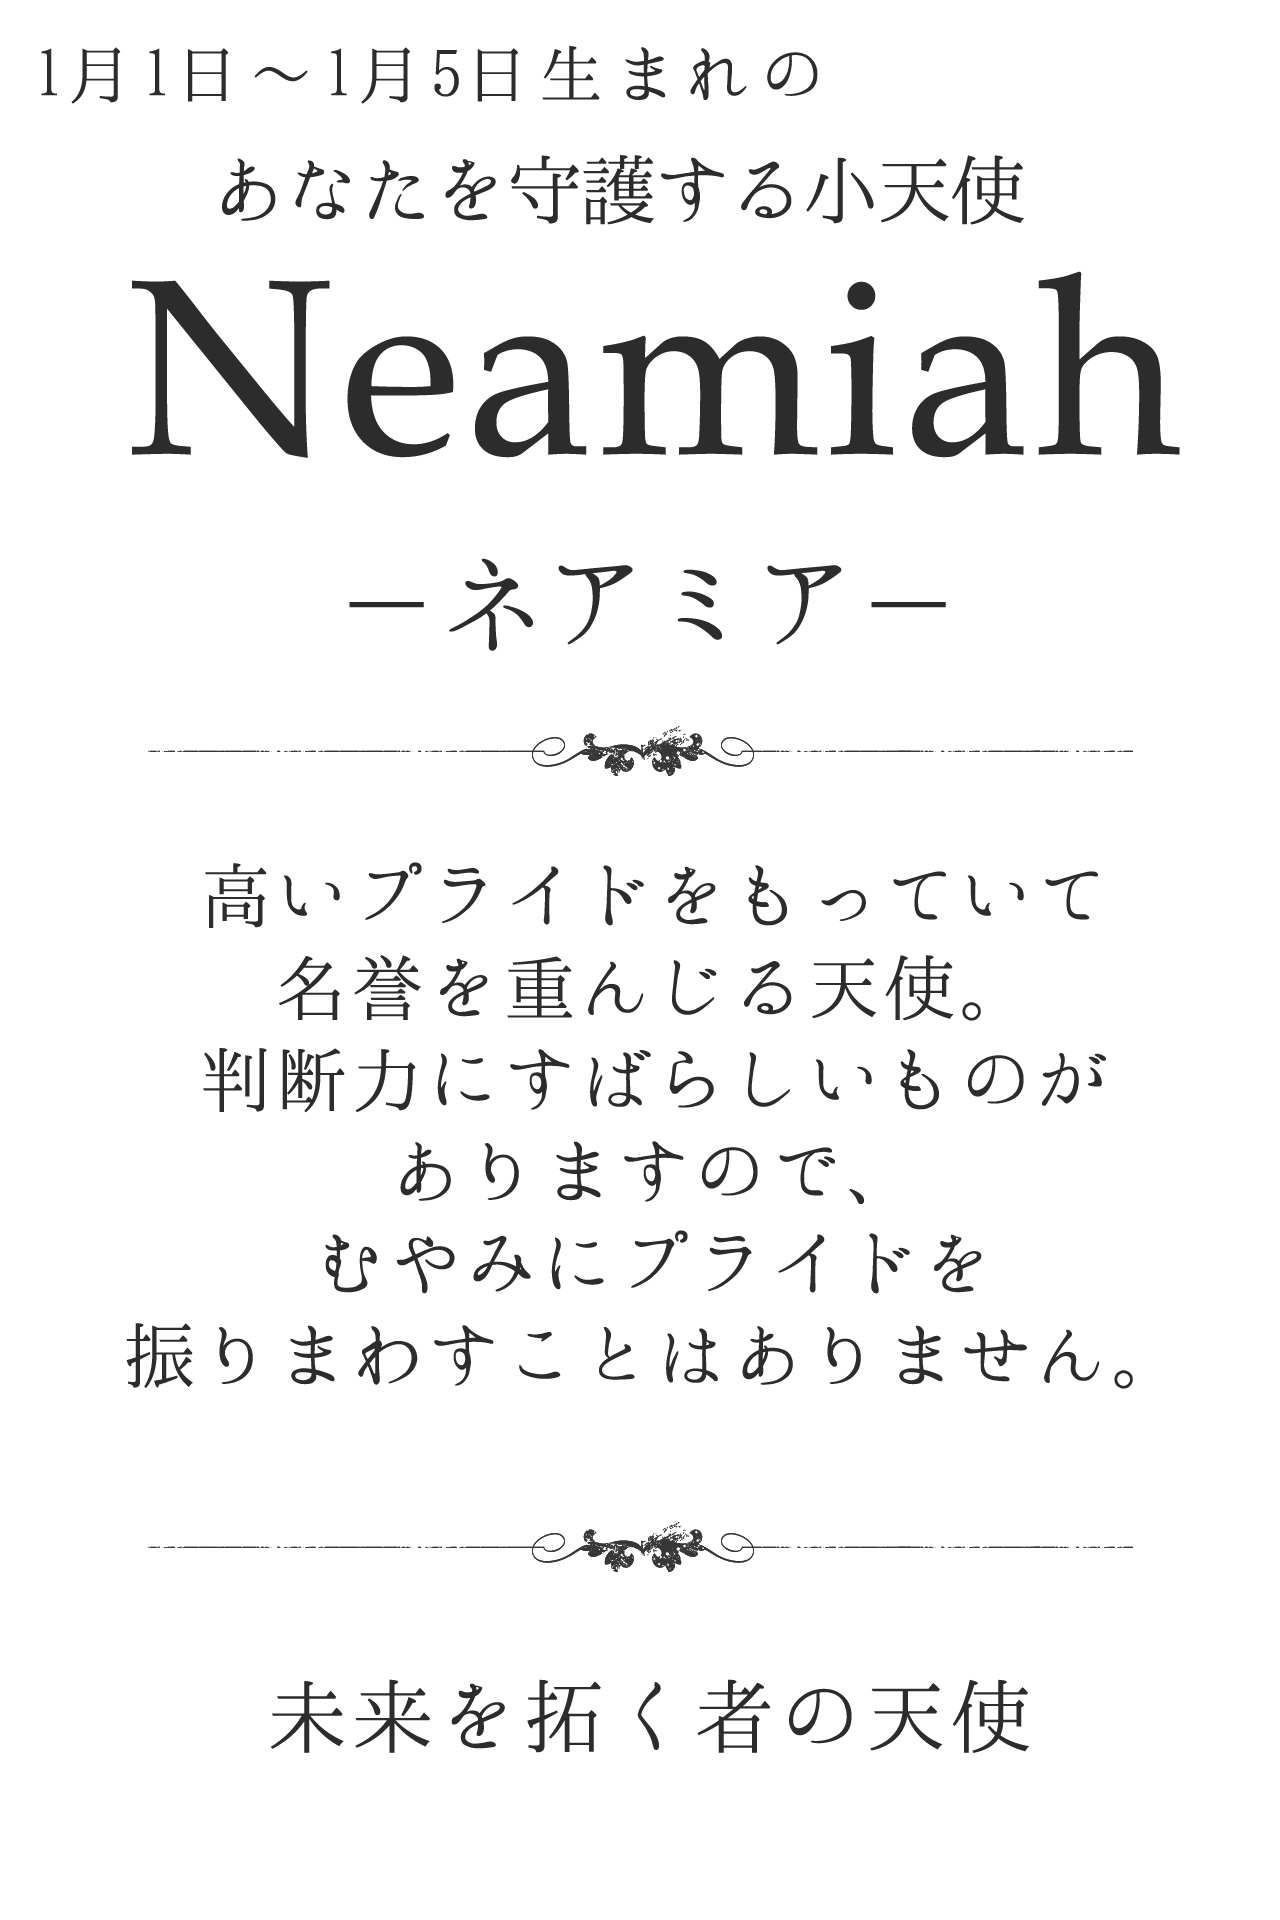 1月1日〜1月5日生まれの
あなたを守護する小天使
Neamiah
－ネアミア－
高いプライドをもっていて
名誉を重んじる天使。
判断力にすばらしいものが
ありますので、
むやみにプライドを
振りまわすことはありません。
未来を拓く者の天使